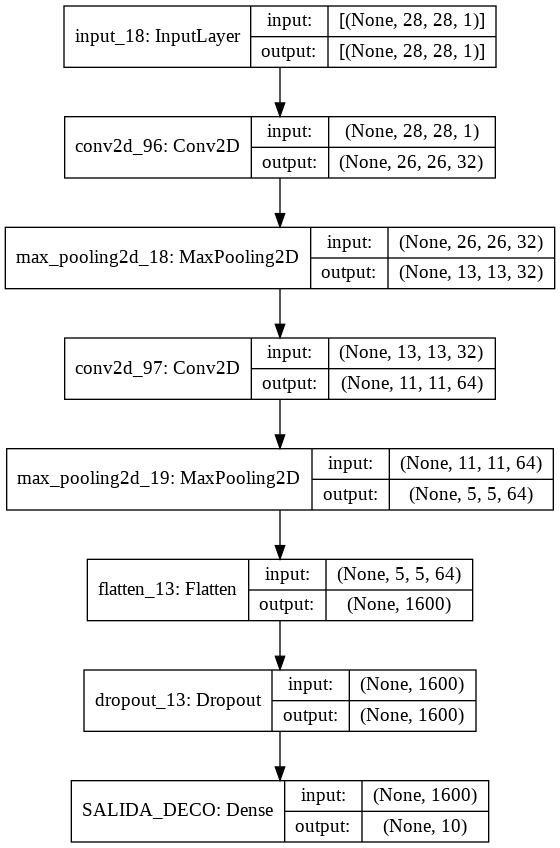 input_18: InputLayer
input:
[(None, 28, 28, 1)]
output:
[(None, 28, 28, 1)]
conv2d_96: Conv2D
input:
(None, 28, 28, 1)
output:
(None, 26, 26, 32)
max_pooling2d_18: MaxPooling2D
input:
(None, 26, 26, 32)
output:
(None, 13, 13, 32)
conv2d_97: Conv2D
input:
(None, 13, 13, 32)
output:
(None, 11, 11, 64)
max_pooling2d_19: MaxPooling2D
input:
(None, 11, 11, 64)
output:
(None, 5, 5, 64)
flatten_13: Flatten
input:
(None, 5, 5, 64)
output:
(None, 1600)
dropout_13: Dropout
input:
(None, 1600)
output:
(None, 1600)
SALIDA_DECO: Dense
input:
(None, 1600)
output:
(None, 10)